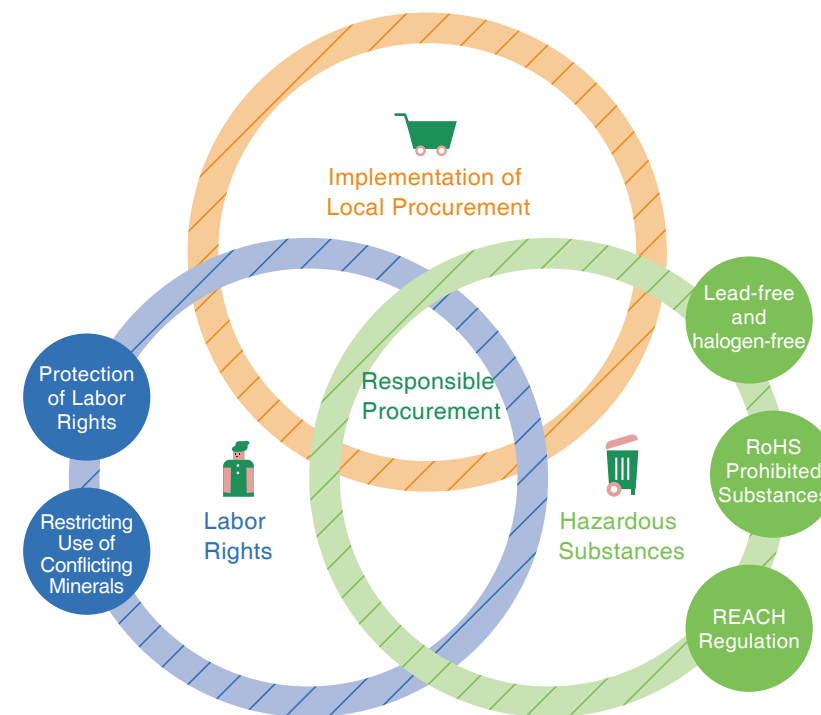 Implementation of
Local Procurement
Lead-free
and
halogen-free
Protection
of Labor
Rights
Responsible
Procurement
RoHS
Prohibited
Substances
Labor
Rights
Hazardous
Substances
Restricting
Use of
Conflicting
Minerals
REACH
Regulation